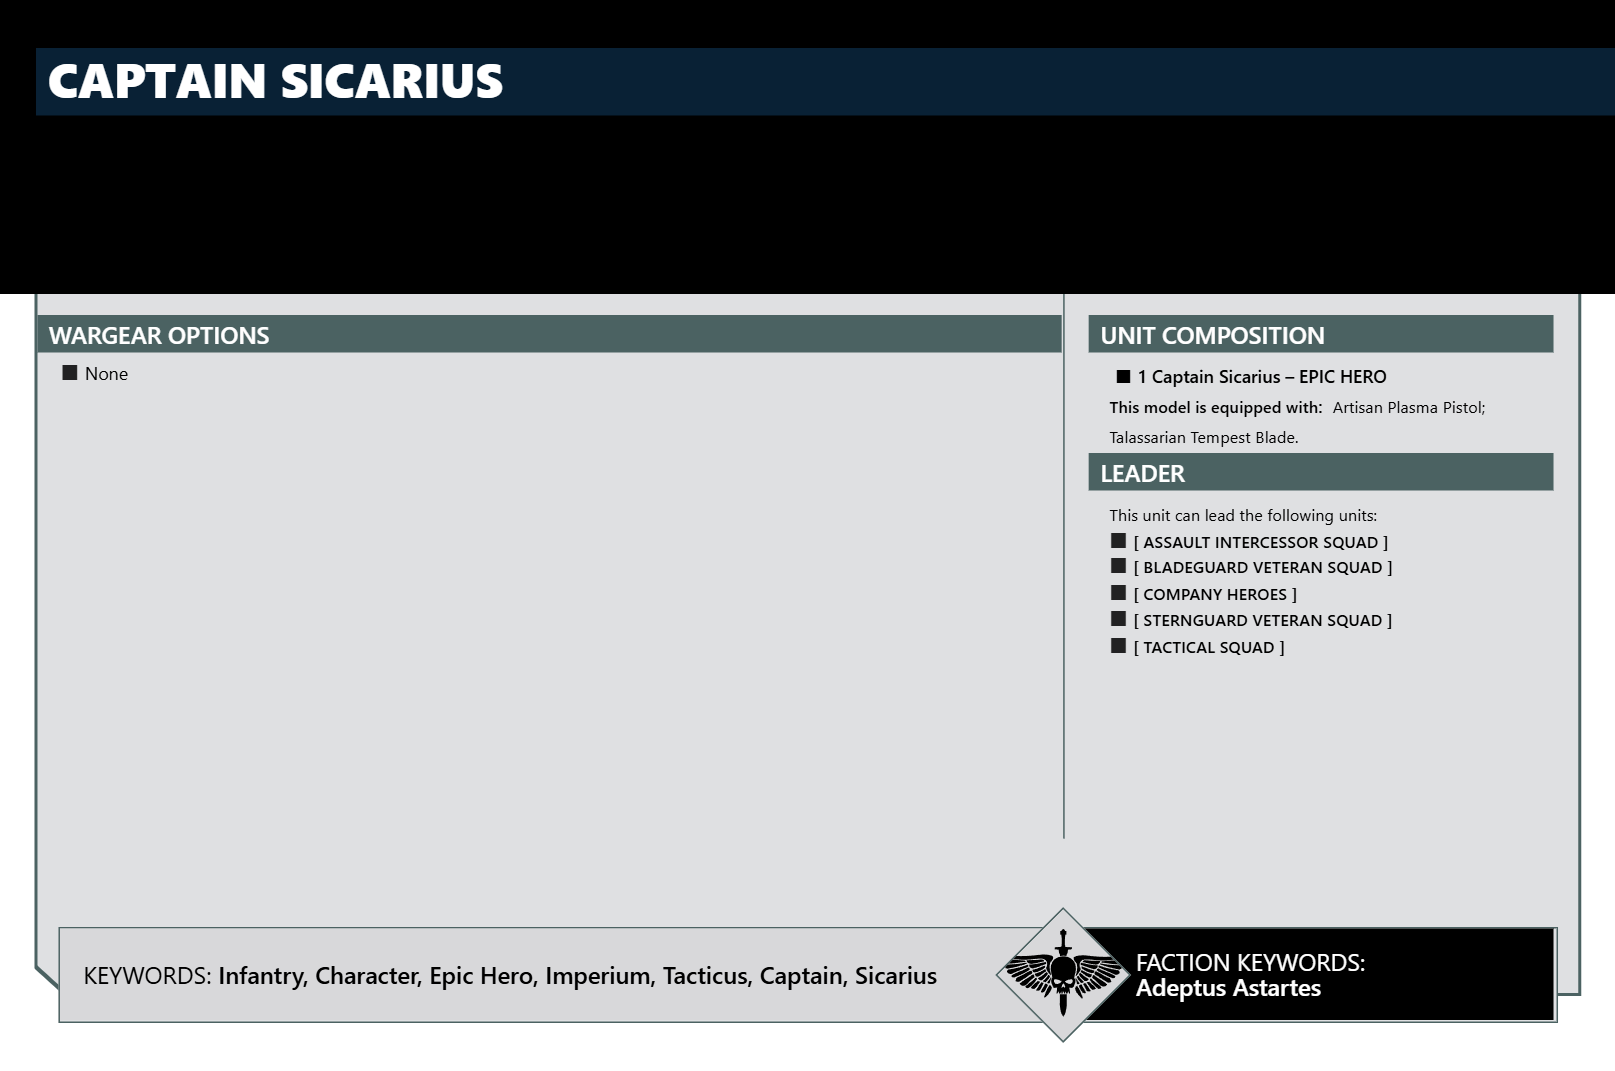 CAPTAIN SICARIUS
WARGEAR OPTIONS
None
UNIT COMPOSITION
1 Captain Sicarius – EPIC HERO
This model is equipped with: Artisan Plasma Pistol;
Talassarian Tempest Blade.
LEADER
This unit can lead the following units:
[ ASSAULT INTERCESSOR SQUAD ]
[ BLADEGUARD VETERAN SQUAD ]
[ COMPANY HEROES ]
[ STERNGUARD VETERAN SQUAD ]
[ TACTICAL SQUAD ]
KEYWORDS: Infantry, Character, Epic Hero, Imperium, Tacticus, Captain, Sicarius
FACTION KEYWORDS:
Adeptus Astartes